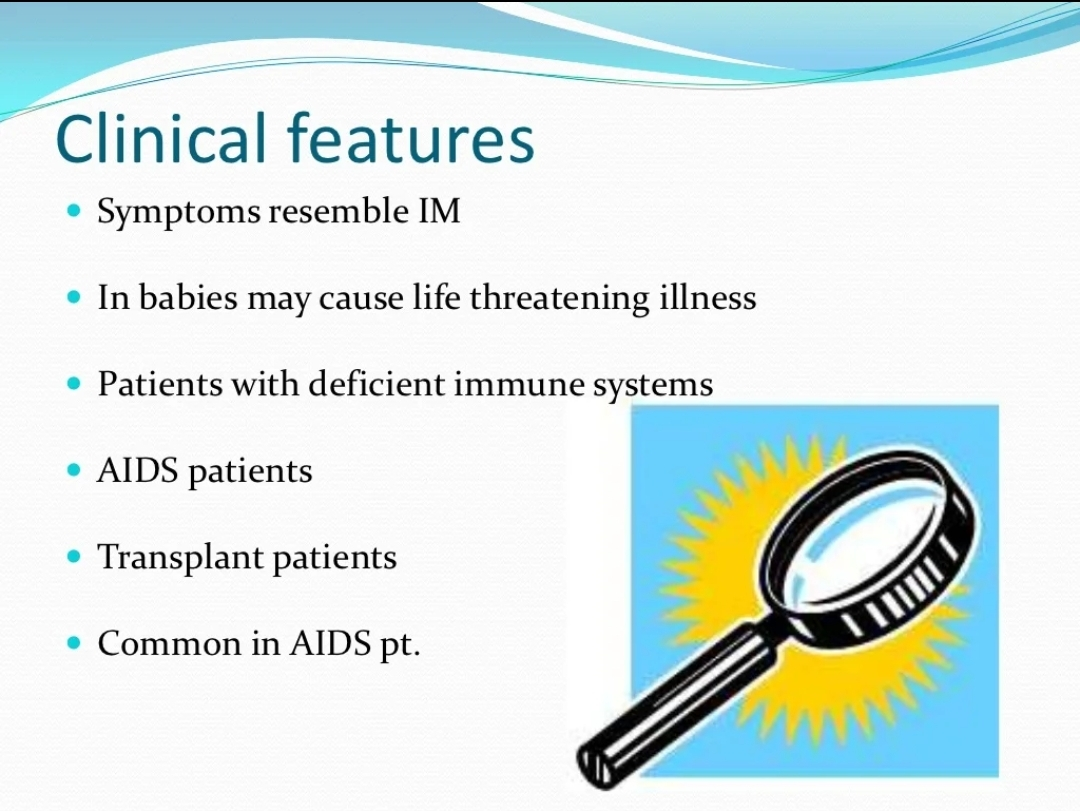 Clinical features
Symptoms resemble IM
In babies may cause life threatening illness
Patients with deficient immune systems
AIDS patients
Transplant patients
Common in AIDS pt.